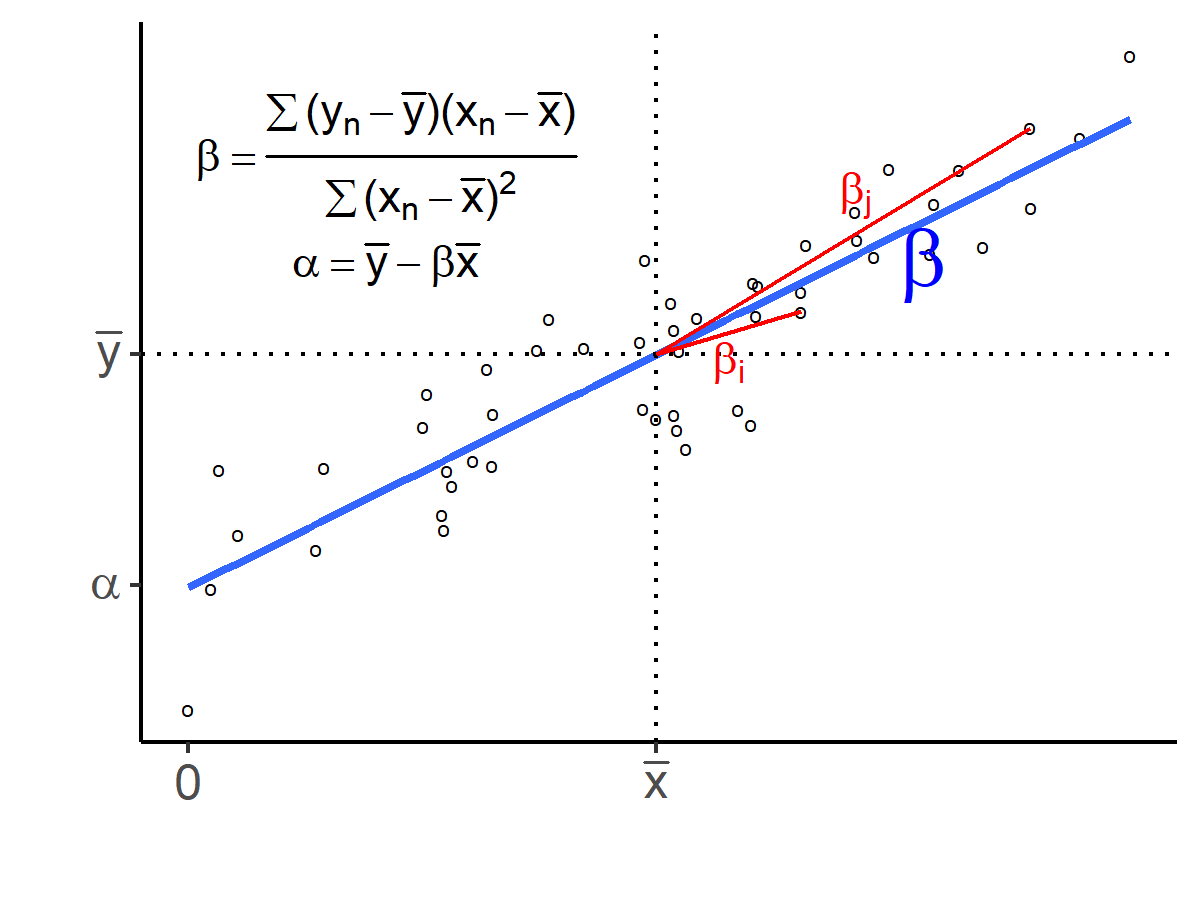 β = ∑(yₙ − y̅)(xₙ − x̅)
∑(xₙ − x̅)²
α = y̅ − βx̅
βⱼ
β
y̅
βᵢ
α
0
x̅